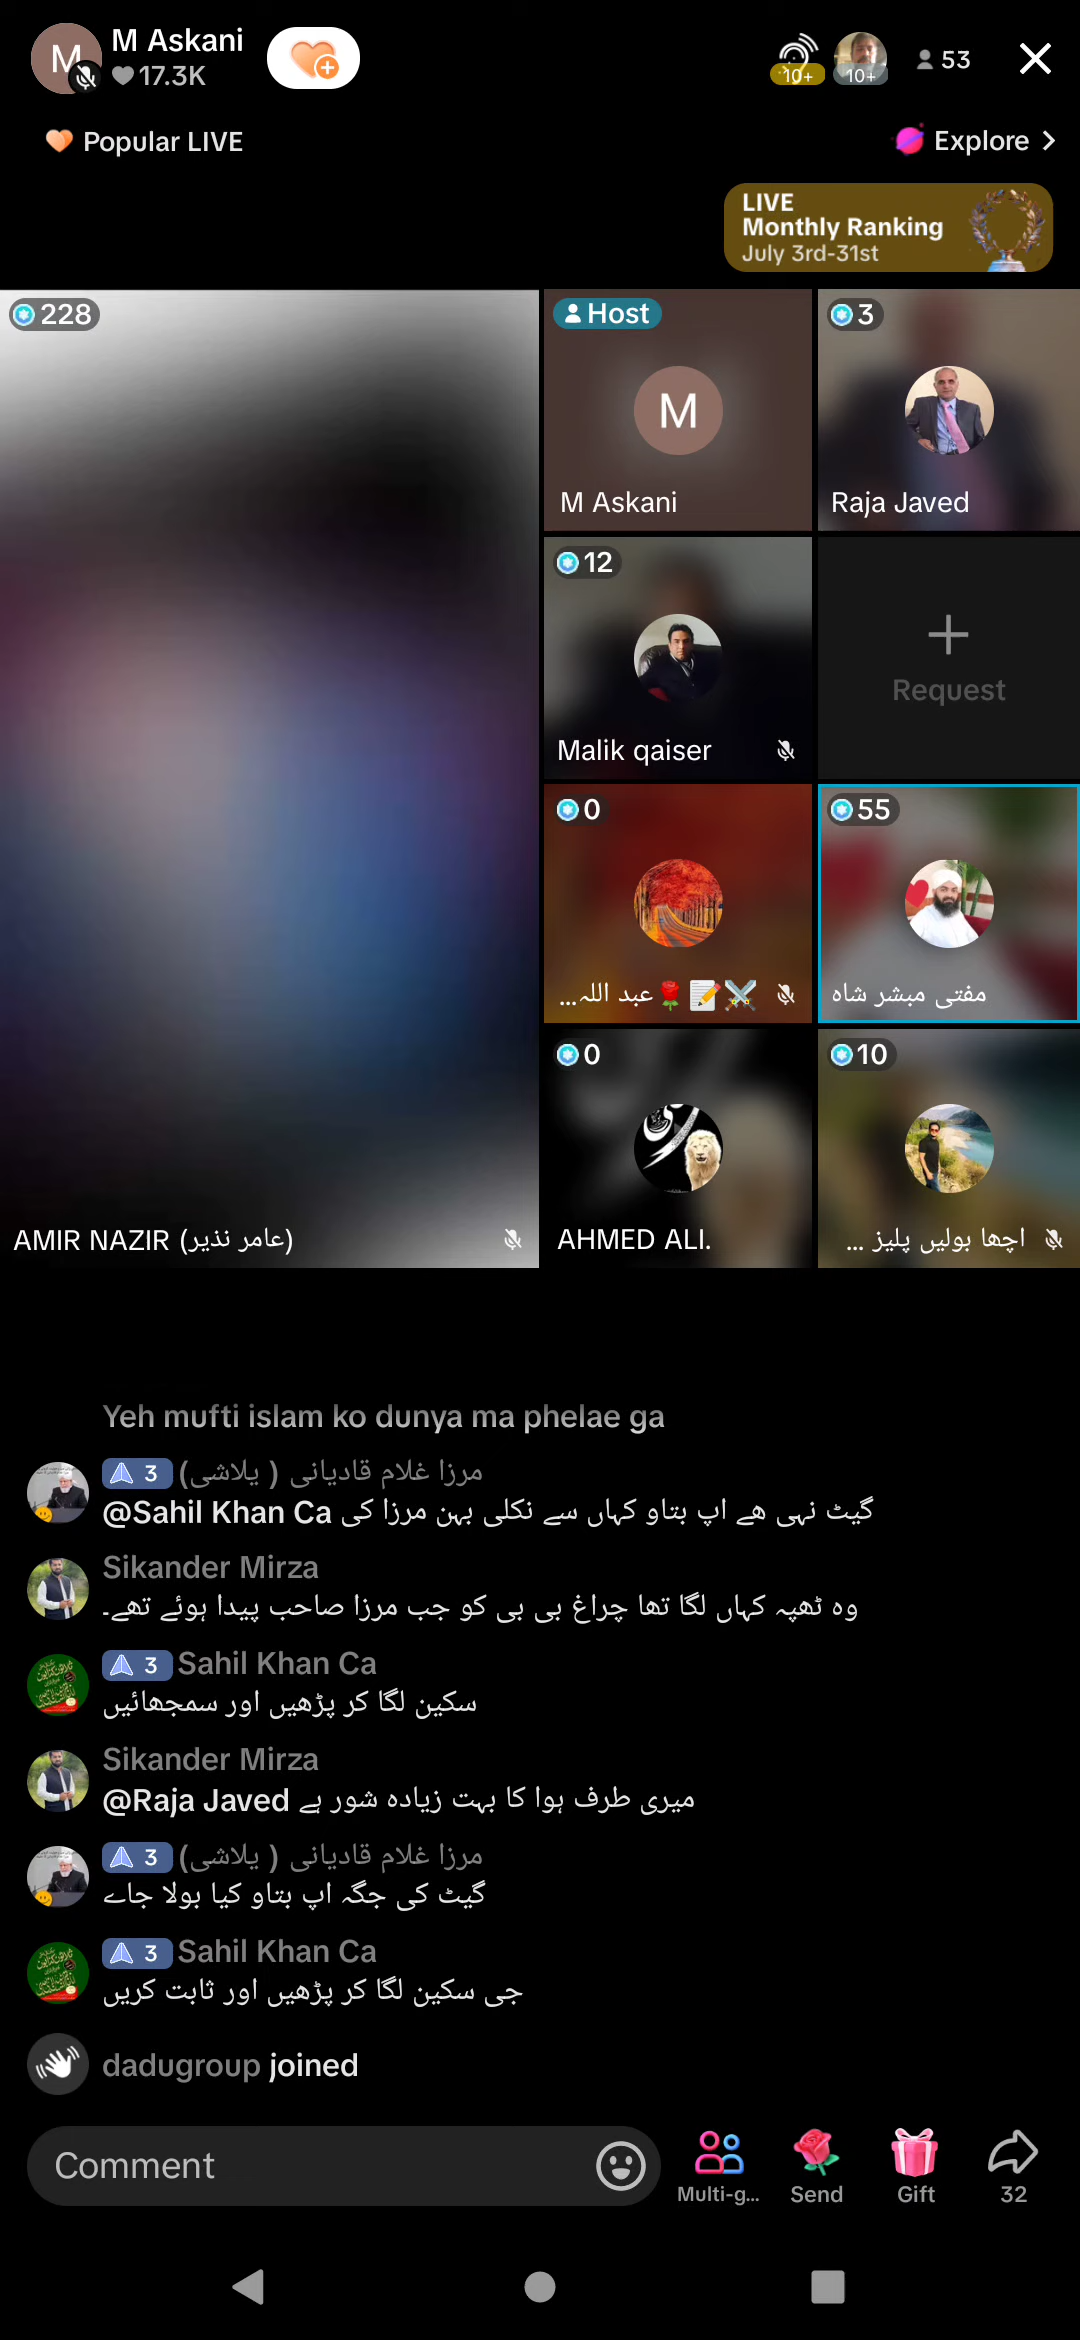 M Askani
M
17.3K
10+
10+
53
Popular LIVE
Explore
LIVE
Monthly Ranking
July 3rd-31st
228
Host
3
M
M Askani
Raja Javed
12
Request
Malik qaiser
0
55
عبد اللہ...
مفتی مبشر شاہ
0
10
AMIR NAZIR (عامر نذیر)
AHMED ALI.
اچھا بولیں پلیز ...
Yeh mufti islam ko dunya ma phelae ga
3 مرزا غلام قادیانی ( یلاشی)
@Sahil Khan Ca گیٹ نہی ھے اپ بتاو کہاں سے نکلی بہن مرزا کی
Sikander Mirza
وہ ٹھپہ کہاں لگا تھا چراغ بی بی کو جب مرزا صاحب پیدا ہوئے تھے۔
3 Sahil Khan Ca
سکین لگا کر پڑھیں اور سمجھائیں
Sikander Mirza
@Raja Javed میری طرف ہوا کا بہت زیادہ شور ہے
3 مرزا غلام قادیانی ( یلاشی)
گیٹ کی جگہ اپ بتاو کیا بولا جاے
3 Sahil Khan Ca
جی سکین لگا کر پڑھیں اور ثابت کریں
dadugroup joined
Comment
Multi-g...
Send
Gift
32